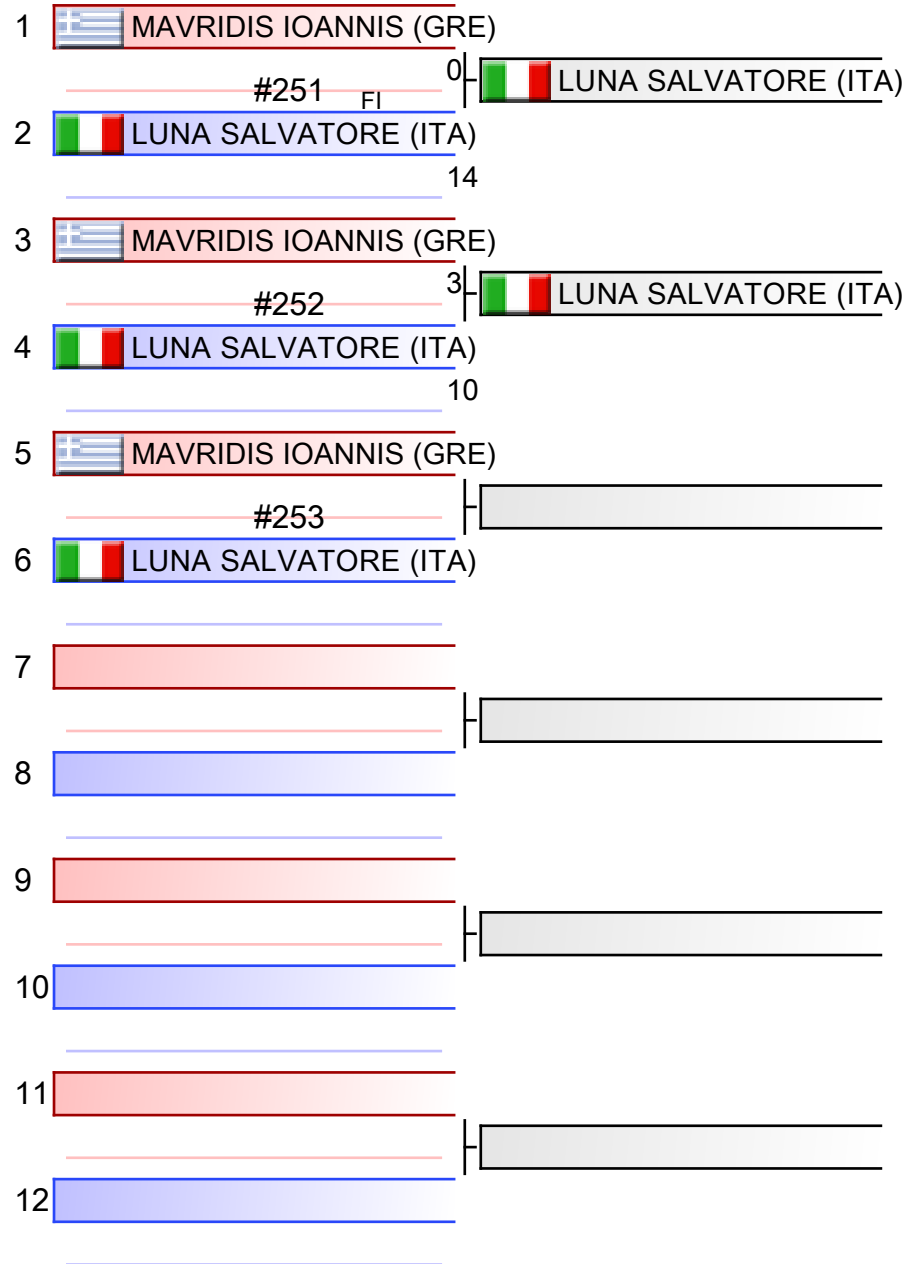 1 MAVRIDIS IOANNIS (GRE)
0 LUNA SALVATORE (ITA)
#251 FI
2 LUNA SALVATORE (ITA)
14
3 MAVRIDIS IOANNIS (GRE)
3 LUNA SALVATORE (ITA)
#252
4 LUNA SALVATORE (ITA)
10
5 MAVRIDIS IOANNIS (GRE)
#253
6 LUNA SALVATORE (ITA)
7
8
9
10
11
12